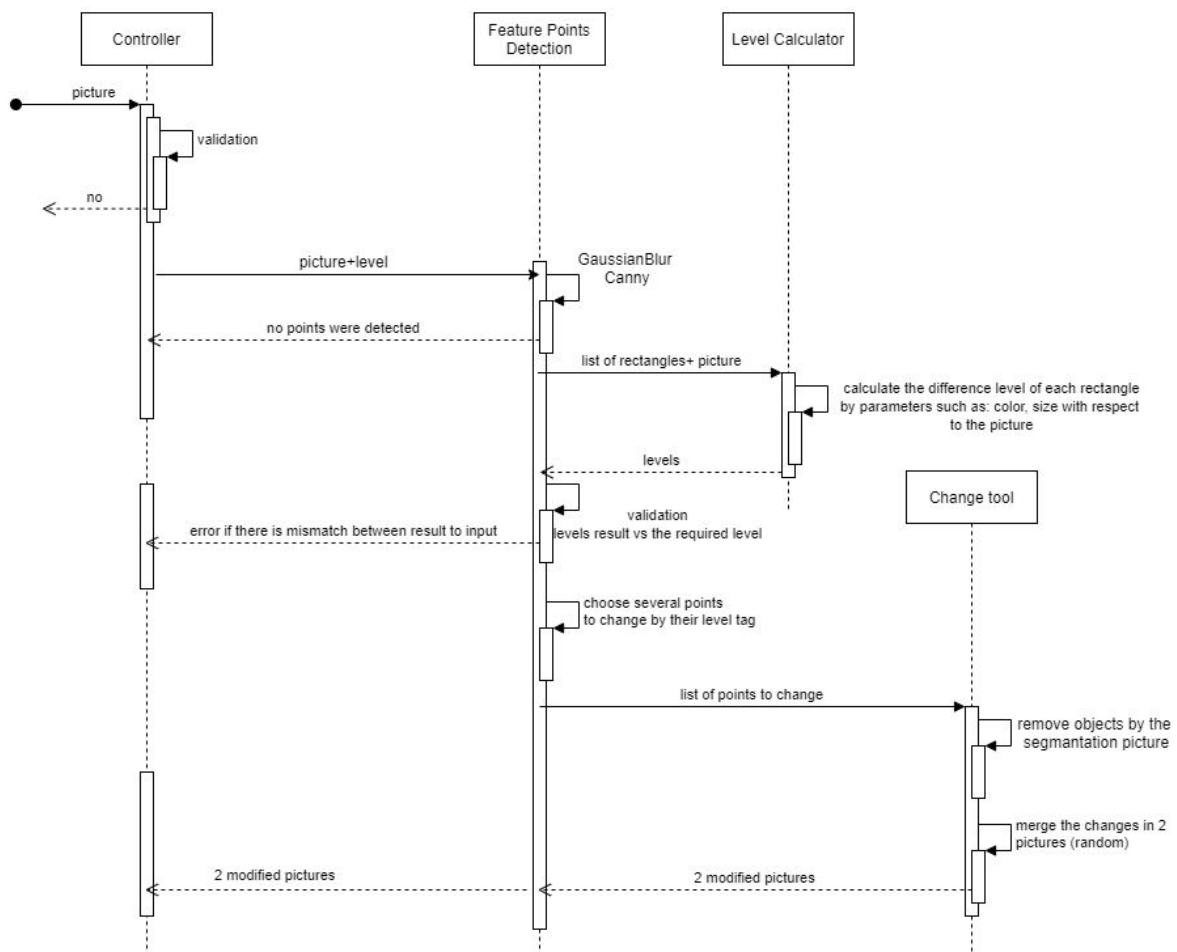 Controller
Feature Points
Detection
Level Calculator
picture
validation
no
picture+level
GaussianBlur
Canny
no points were detected
list of rectangles+ picture
calculate the difference level of each rectangle
by parameters such as: color, size with respect
to the picture
levels
Change tool
validation
levels result vs the required level
error if there is mismatch between result to input
choose several points
to change by their level tag
list of points to change
remove objects by the
segmantation picture
merge the changes in 2
pictures (random)
2 modified pictures
2 modified pictures